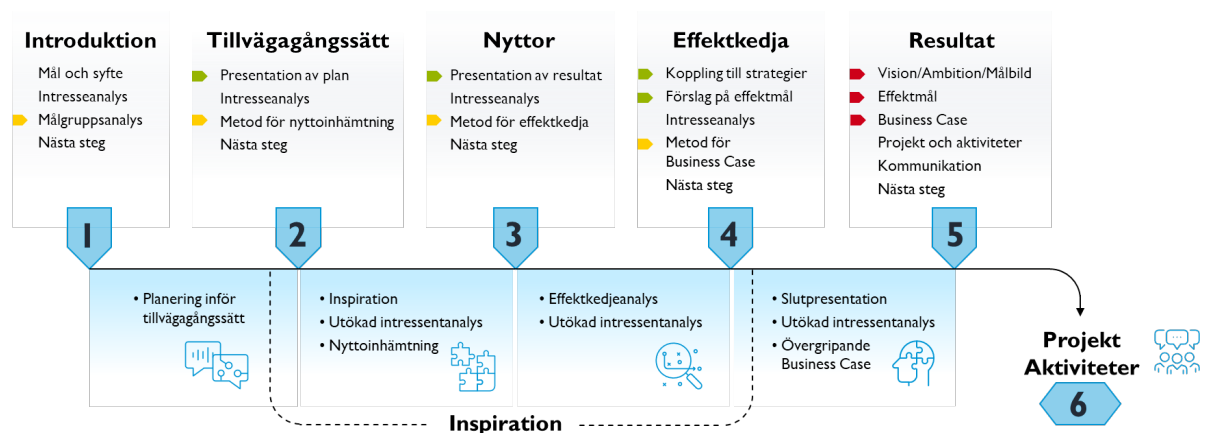 Introduktion
Mål och syfte
Intresseanalys
Målgruppsanalys
Nästa steg
1
Tillvägagångssätt
Presentation av plan
Intresseanalys
Metod för nyttoinhämtning
Nästa steg
2
Nyttor
Presentation av resultat
Intresseanalys
Metod för effektkedja
Nästa steg
3
Effektkedja
Koppling till strategier
Förslag på effektmål
Intresseanalys
Metod för
Business Case
Nästa steg
4
Resultat
Vision/Ambition/Målbild
Effektmål
Business Case
Projekt och aktiviteter
Kommunikation
Nästa steg
5
• Planering inför
tillvägagångssätt
• Inspiration
• Utökad intressentanalys
• Nyttoinhämtning
• Effektkedjeanalys
• Utökad intressentanalys
• Slutpresentation
• Utökad intressentanalys
• Övergripande
Business Case
Inspiration
Projekt
Aktiviteter
6